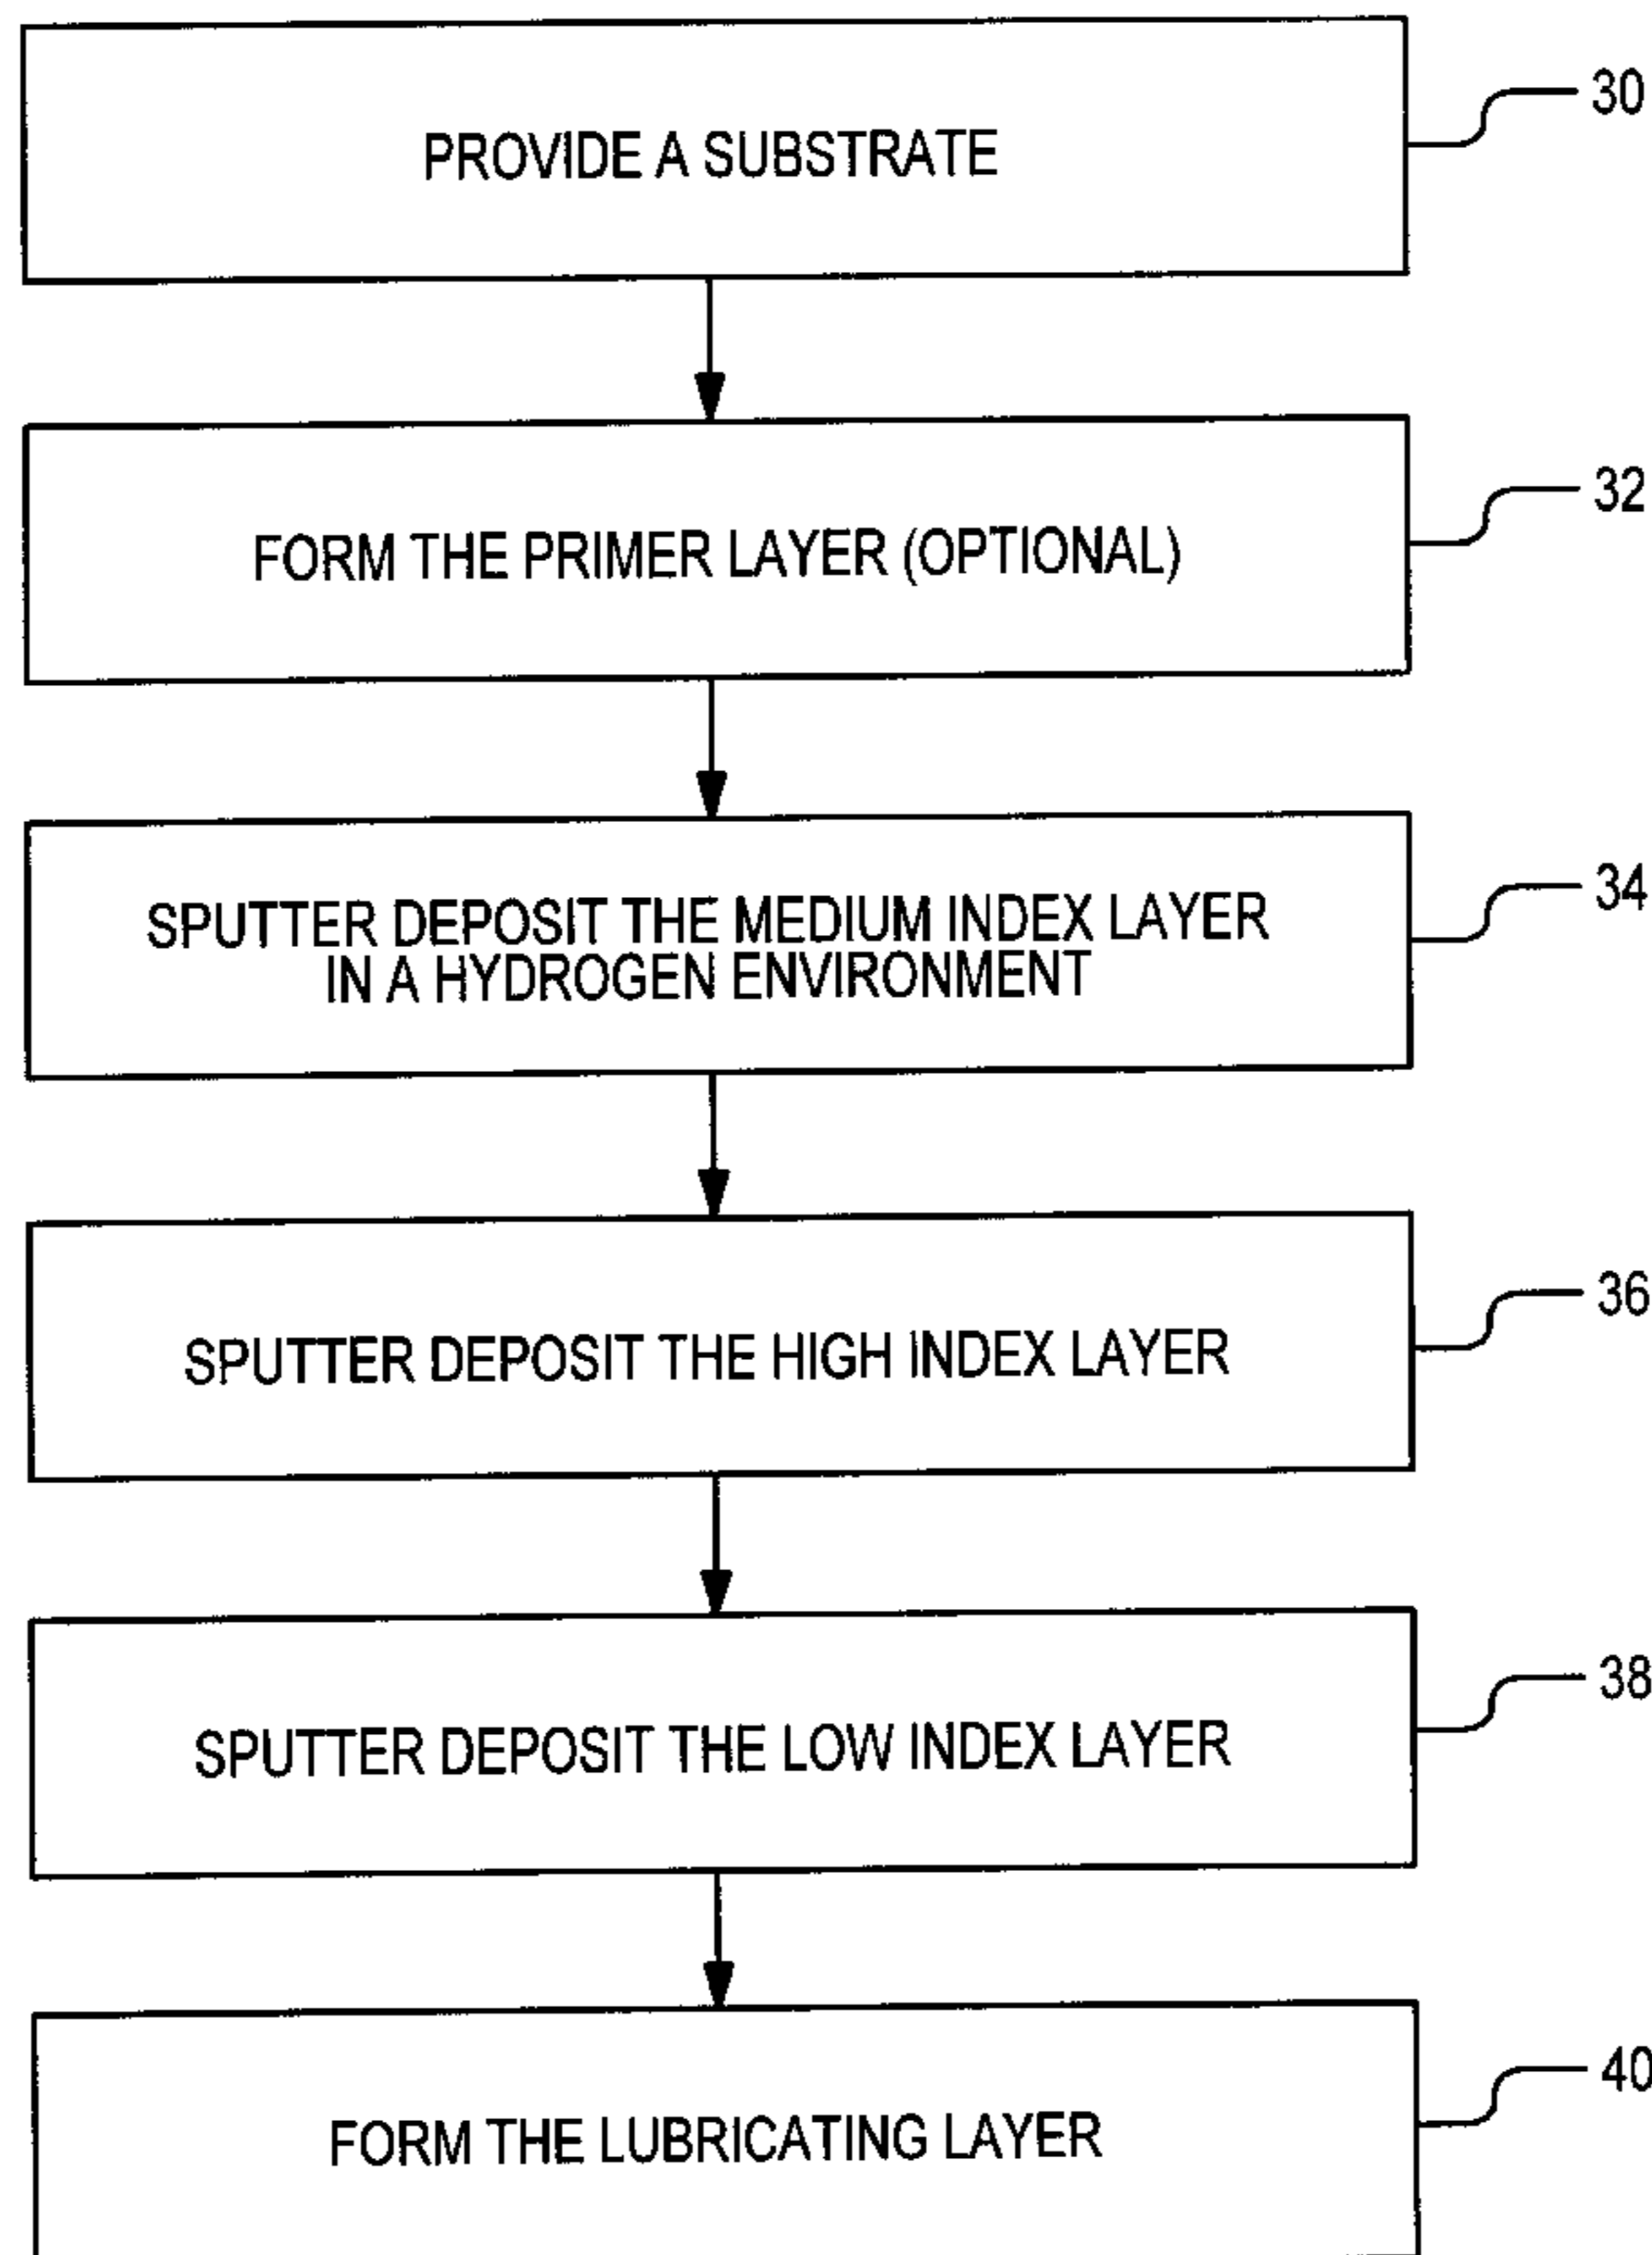 PROVIDE A SUBSTRATE
30
FORM THE PRIMER LAYER (OPTIONAL)
32
SPUTTER DEPOSIT THE MEDIUM INDEX LAYER
IN A HYDROGEN ENVIRONMENT
34
SPUTTER DEPOSIT THE HIGH INDEX LAYER
36
SPUTTER DEPOSIT THE LOW INDEX LAYER
38
FORM THE LUBRICATING LAYER
40